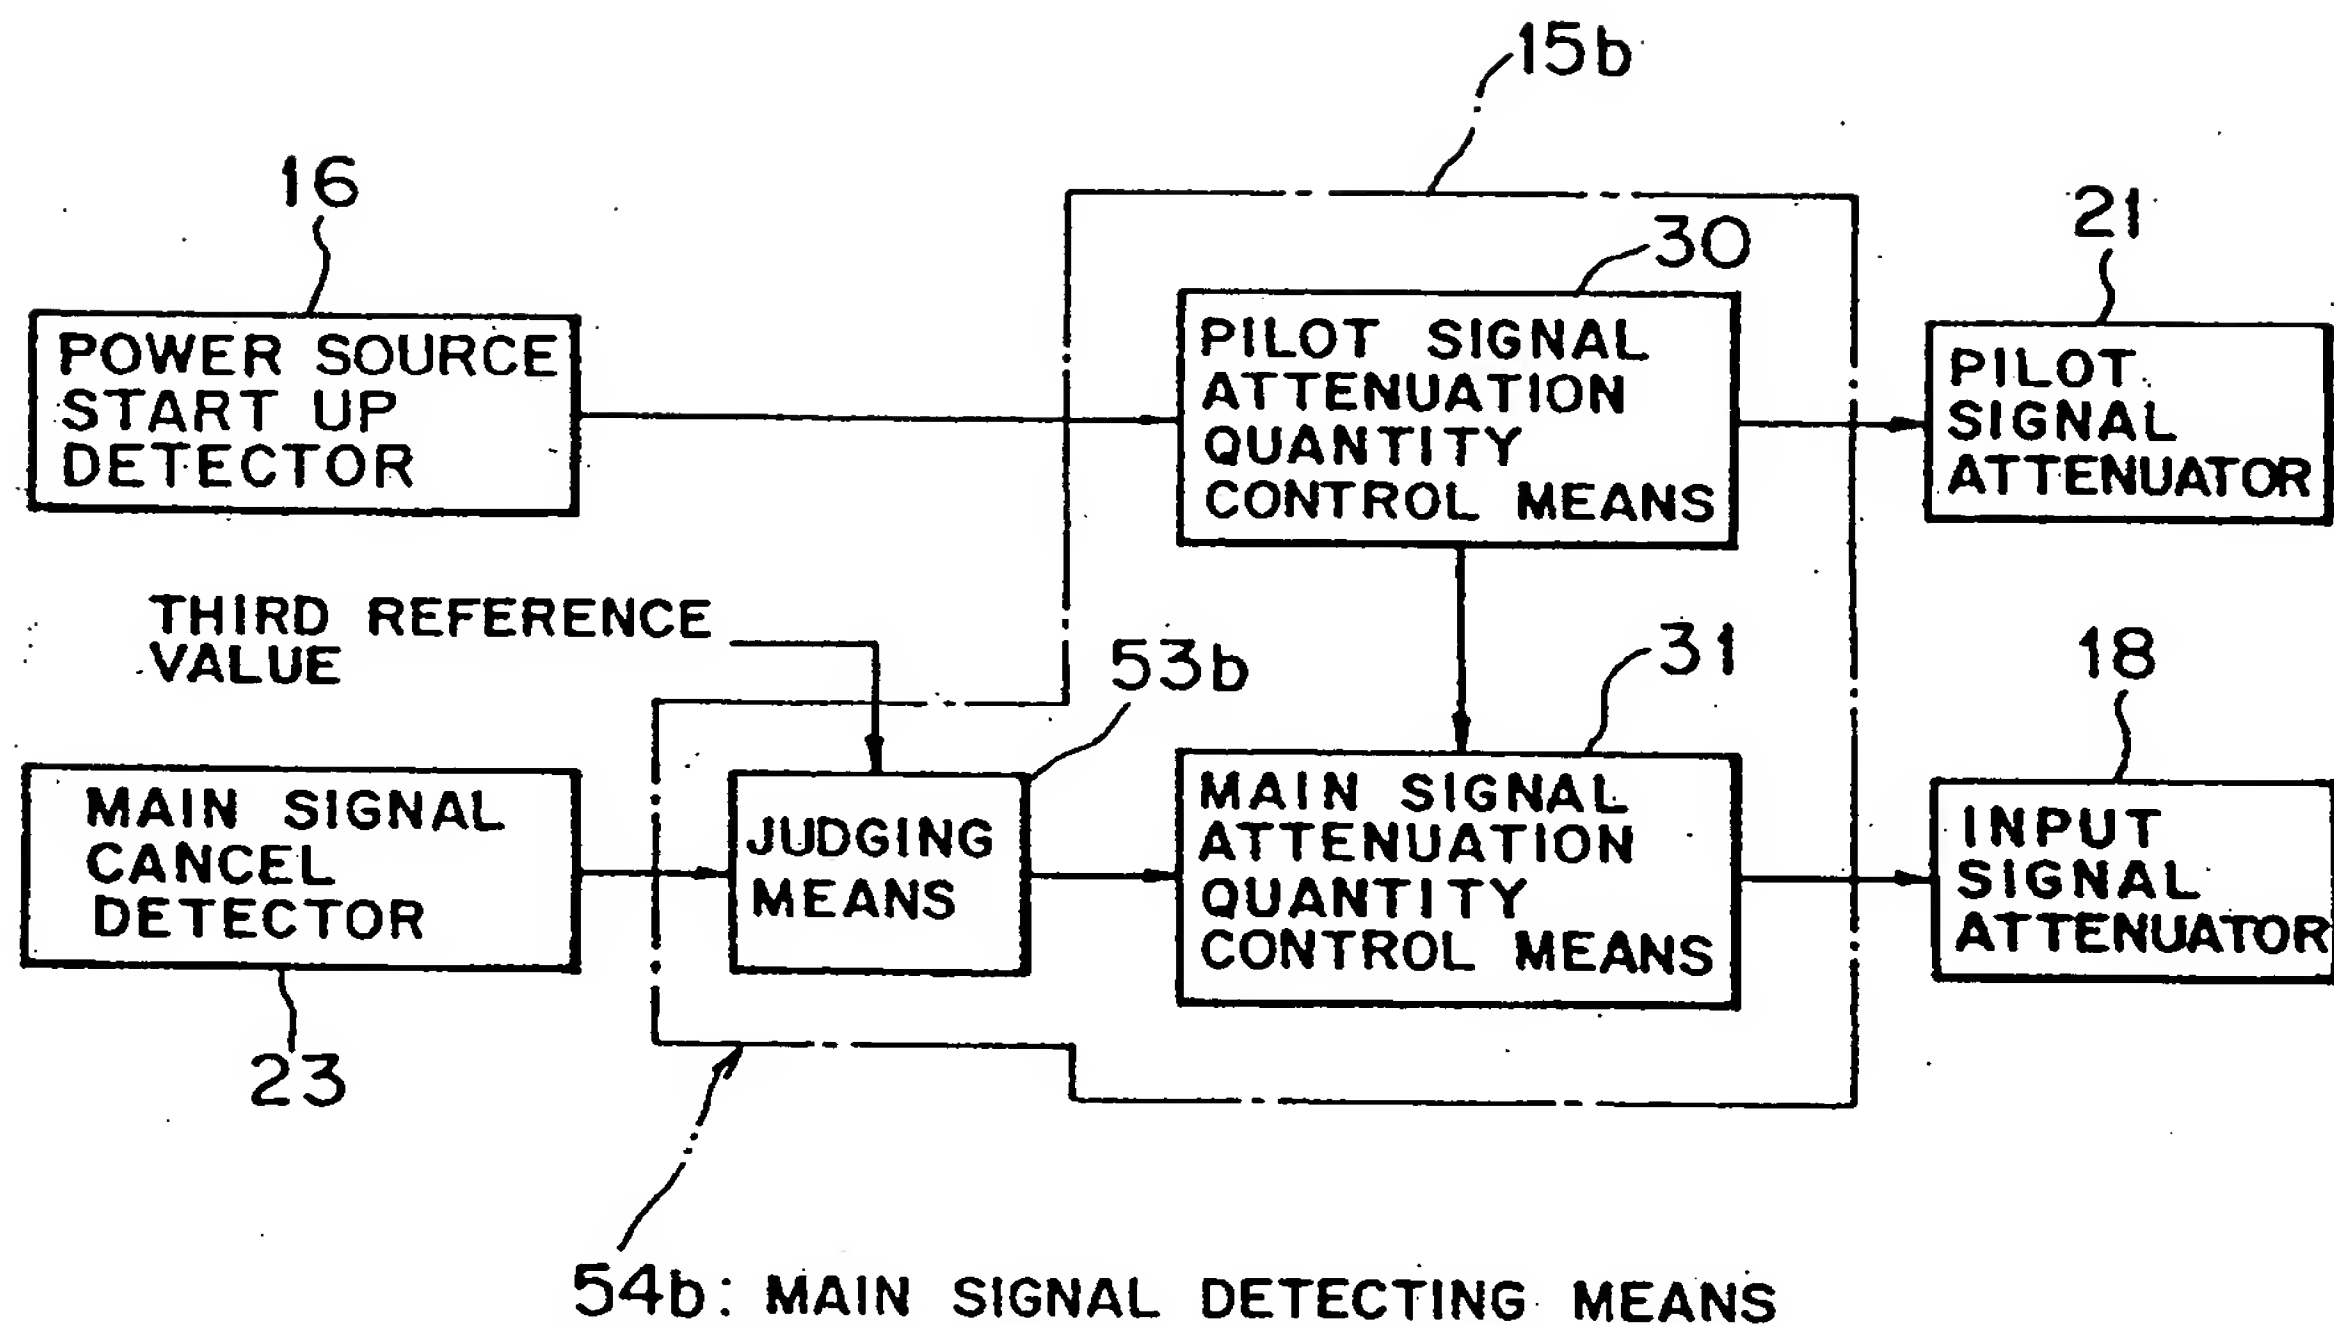 15b
16
30
21
POWER SOURCE
START UP
DETECTOR
PILOT SIGNAL
ATTENUATION
QUANTITY
CONTROL MEANS
PILOT
SIGNAL
ATTENUATOR
THIRD REFERENCE
VALUE
53b
31
18
MAIN SIGNAL
CANCEL
DETECTOR
JUDGING
MEANS
MAIN SIGNAL
ATTENUATION
QUANTITY
CONTROL MEANS
INPUT
SIGNAL
ATTENUATOR
23
54b: MAIN SIGNAL DETECTING MEANS